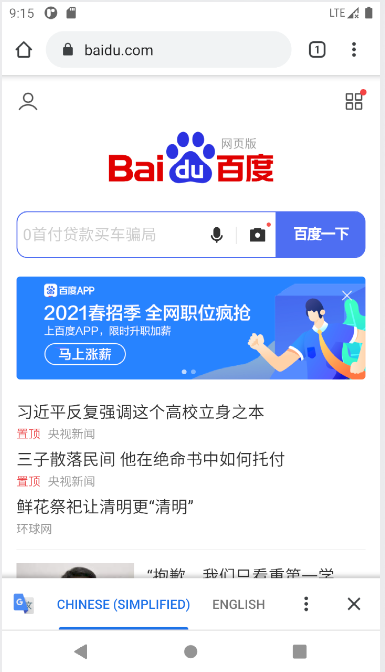 9:15
LTE
baidu.com
1
网页版
Bai du 百度
0首付贷款买车骗局
百度一下
百度APP
2021春招季 全网职位疯抢
上百度APP，限时升职加薪
马上涨薪
习近平反复强调这个高校立身之本
置顶 央视新闻
三子散落民间 他在绝命书中如何托付
置顶 央视新闻
鲜花祭祀让清明更“清明”
环球网
“抱歉，我们只看重第一学
CHINESE (SIMPLIFIED)
ENGLISH